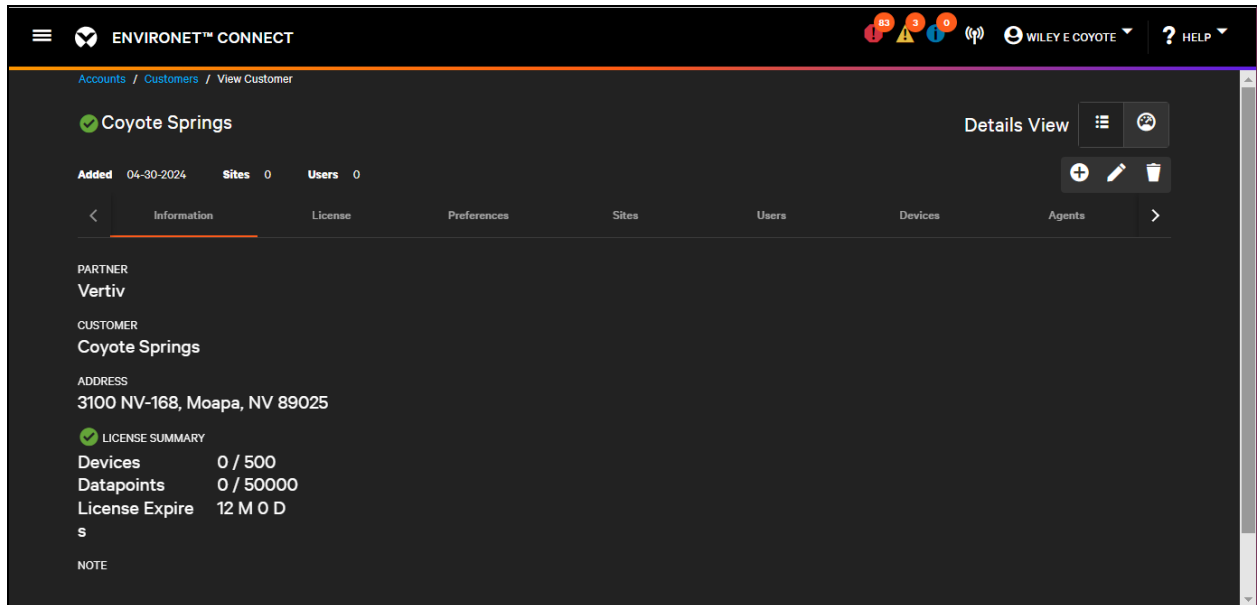 ENVIRONET™ CONNECT
83
3
0
WILEY E COYOTE
? HELP
Accounts / Customers / View Customer
Coyote Springs
Details View
Added 04-30-2024 Sites 0 Users 0
Information License Preferences Sites Users Devices Agents
PARTNER
Vertiv
CUSTOMER
Coyote Springs
ADDRESS
3100 NV-168, Moapa, NV 89025
LICENSE SUMMARY
Devices 0 / 500
Datapoints 0 / 50000
License Expire 12 M 0 D
s
NOTE